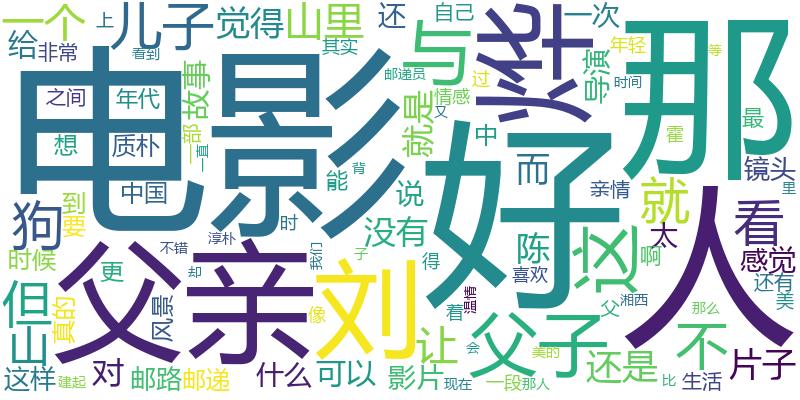 一个
给
非常
上
儿子
看到
觉得
山里
其实
还
自己
一次
邮递员
情感
过
年轻
等
导演
时间
之间
年代
故事
想
质朴
一部
一直
电影
与
就是
烨
那
中
又
霍
最
中国
能
背
说
好
而
亲情
镜头
里
到
要
狗
时
没有
就
看
人
不错
淳朴
我们
子
得
陈
这
太
啊
感觉
还有
美
时候
更
却
喜欢
但
真的
风景
父亲
像
刘
着
温情
父
湘西
那么
山
让
父子
不
片子
这样
建起
对
邮路
邮递
什么
可以
影片
会
现在
美的
一段
那人
还是
比
生活